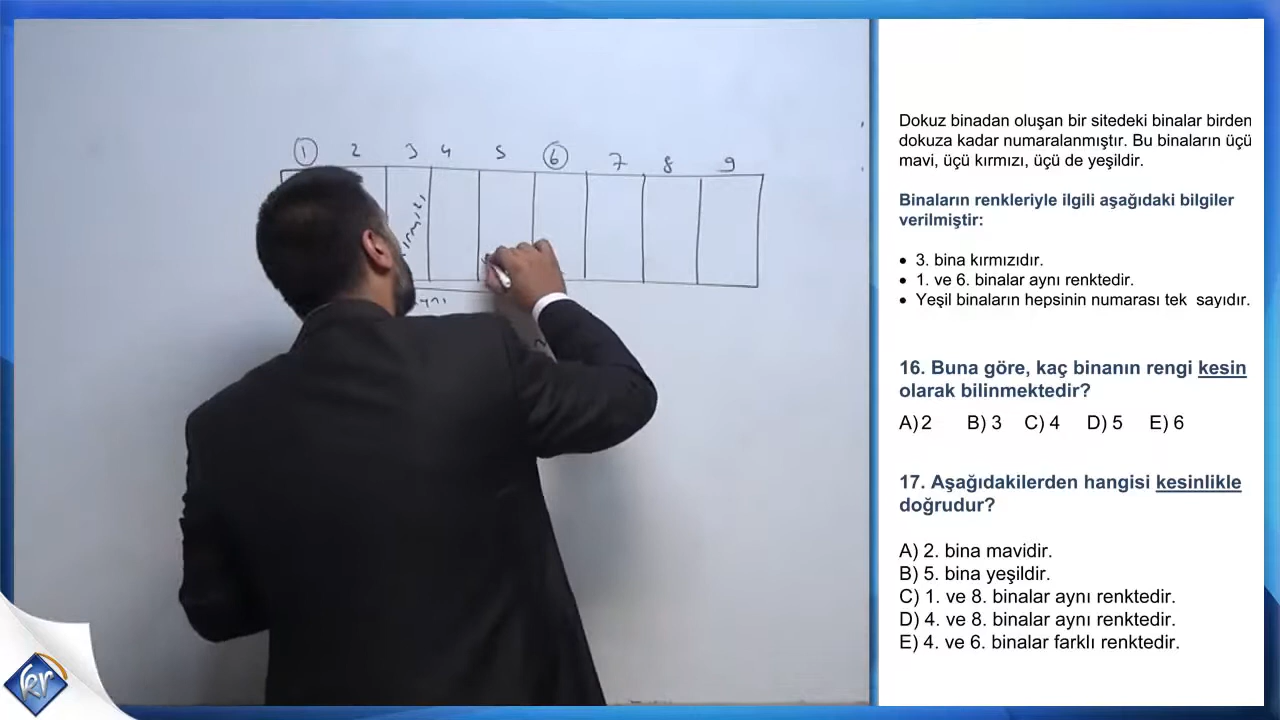 1 2 3 4 5 6 7 8 9
Dokuz binadan oluşan bir sitedeki binalar birden
dokuza kadar numaralanmıştır. Bu binaların üçü
mavi, üçü kırmızı, üçü de yeşildir.
Binaların renkleriyle ilgili aşağıdaki bilgiler
verilmiştir:
• 3. bina kırmızıdır.
• 1. ve 6. binalar aynı renktedir.
• Yeşil binaların hepsinin numarası tek sayıdır.
16. Buna göre, kaç binanın rengi kesin
olarak bilinmektedir?
A) 2 B) 3 C) 4 D) 5 E) 6
17. Aşağıdakilerden hangisi kesinlikle
doğrudur?
A) 2. bina mavidir.
B) 5. bina yeşildir.
C) 1. ve 8. binalar aynı renktedir.
D) 4. ve 8. binalar aynı renktedir.
E) 4. ve 6. binalar farklı renktedir.
kr